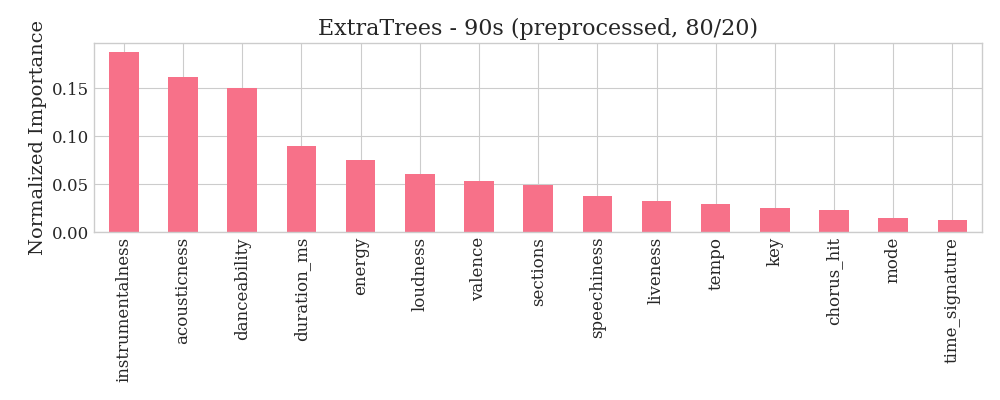 ExtraTrees - 90s (preprocessed, 80/20)
Normalized Importance
0.15
0.10
0.05
0.00
instrumentalness
acousticness
danceability
duration_ms
energy
loudness
valence
sections
speechiness
liveness
tempo
key
chorus_hit
mode
time_signature